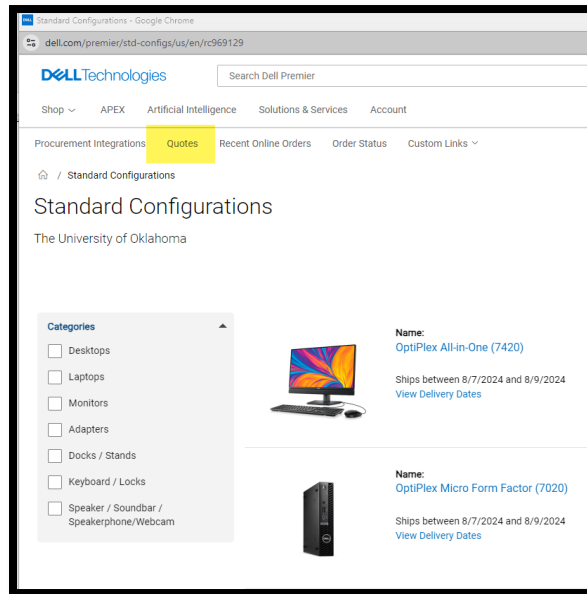 Standard Configurations - Google Chrome
dell.com/premier/std-configs/us/en/rc969129
DELLTechnologies
Search Dell Premier
Shop APEX Artificial Intelligence Solutions & Services Account
Procurement Integrations Quotes Recent Online Orders Order Status Custom Links
/ Standard Configurations
Standard Configurations
The University of Oklahoma
Categories
Desktops
Laptops
Monitors
Adapters
Docks / Stands
Keyboard / Locks
Speaker / Soundbar /
Speakerphone/Webcam
Name:
OptiPlex All-in-One (7420)
Ships between 8/7/2024 and 8/9/2024
View Delivery Dates
Name:
OptiPlex Micro Form Factor (7020)
Ships between 8/7/2024 and 8/9/2024
View Delivery Dates